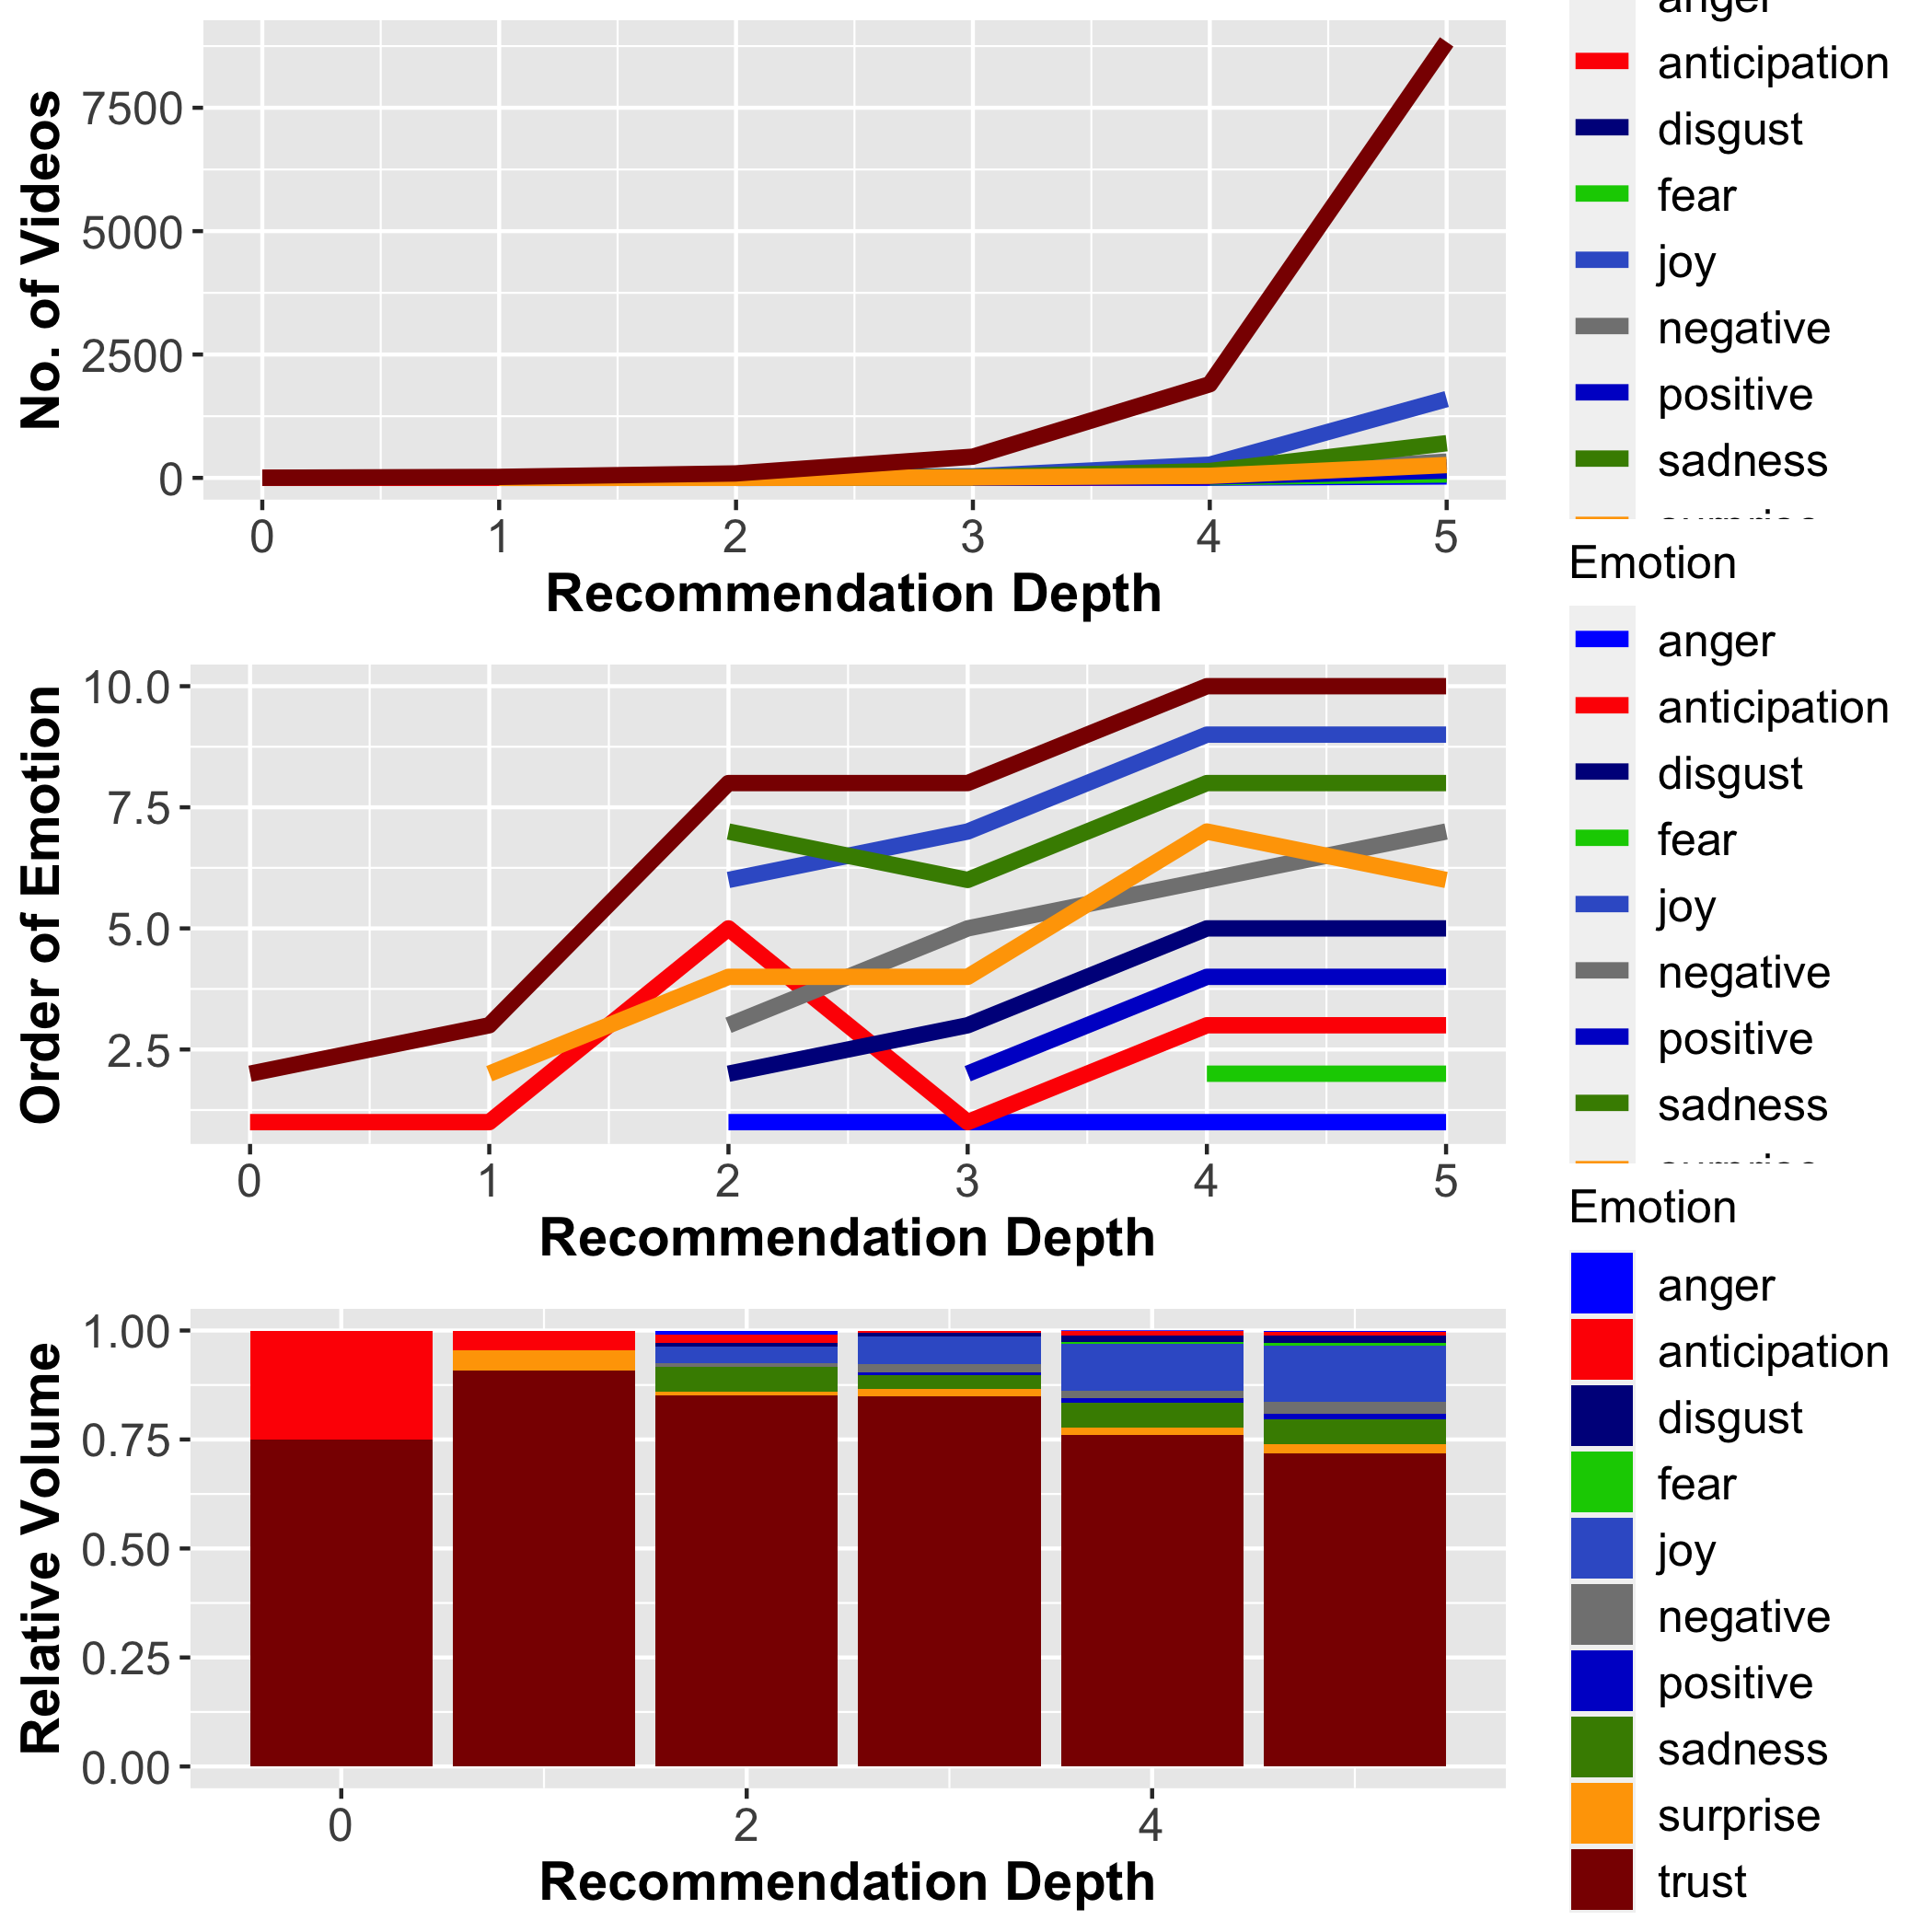 anger
anticipation
disgust
fear
joy
negative
positive
sadness
No. of Videos
7500
5000
2500
0
0 1 2 3 4 5
Recommendation Depth
Emotion
anger
anticipation
disgust
fear
joy
negative
positive
sadness
Order of Emotion
10.0
7.5
5.0
2.5
0 1 2 3 4 5
Recommendation Depth
Emotion
anger
anticipation
disgust
fear
joy
negative
positive
sadness
surprise
trust
Relative Volume
1.00
0.75
0.50
0.25
0.00
0 2 4
Recommendation Depth